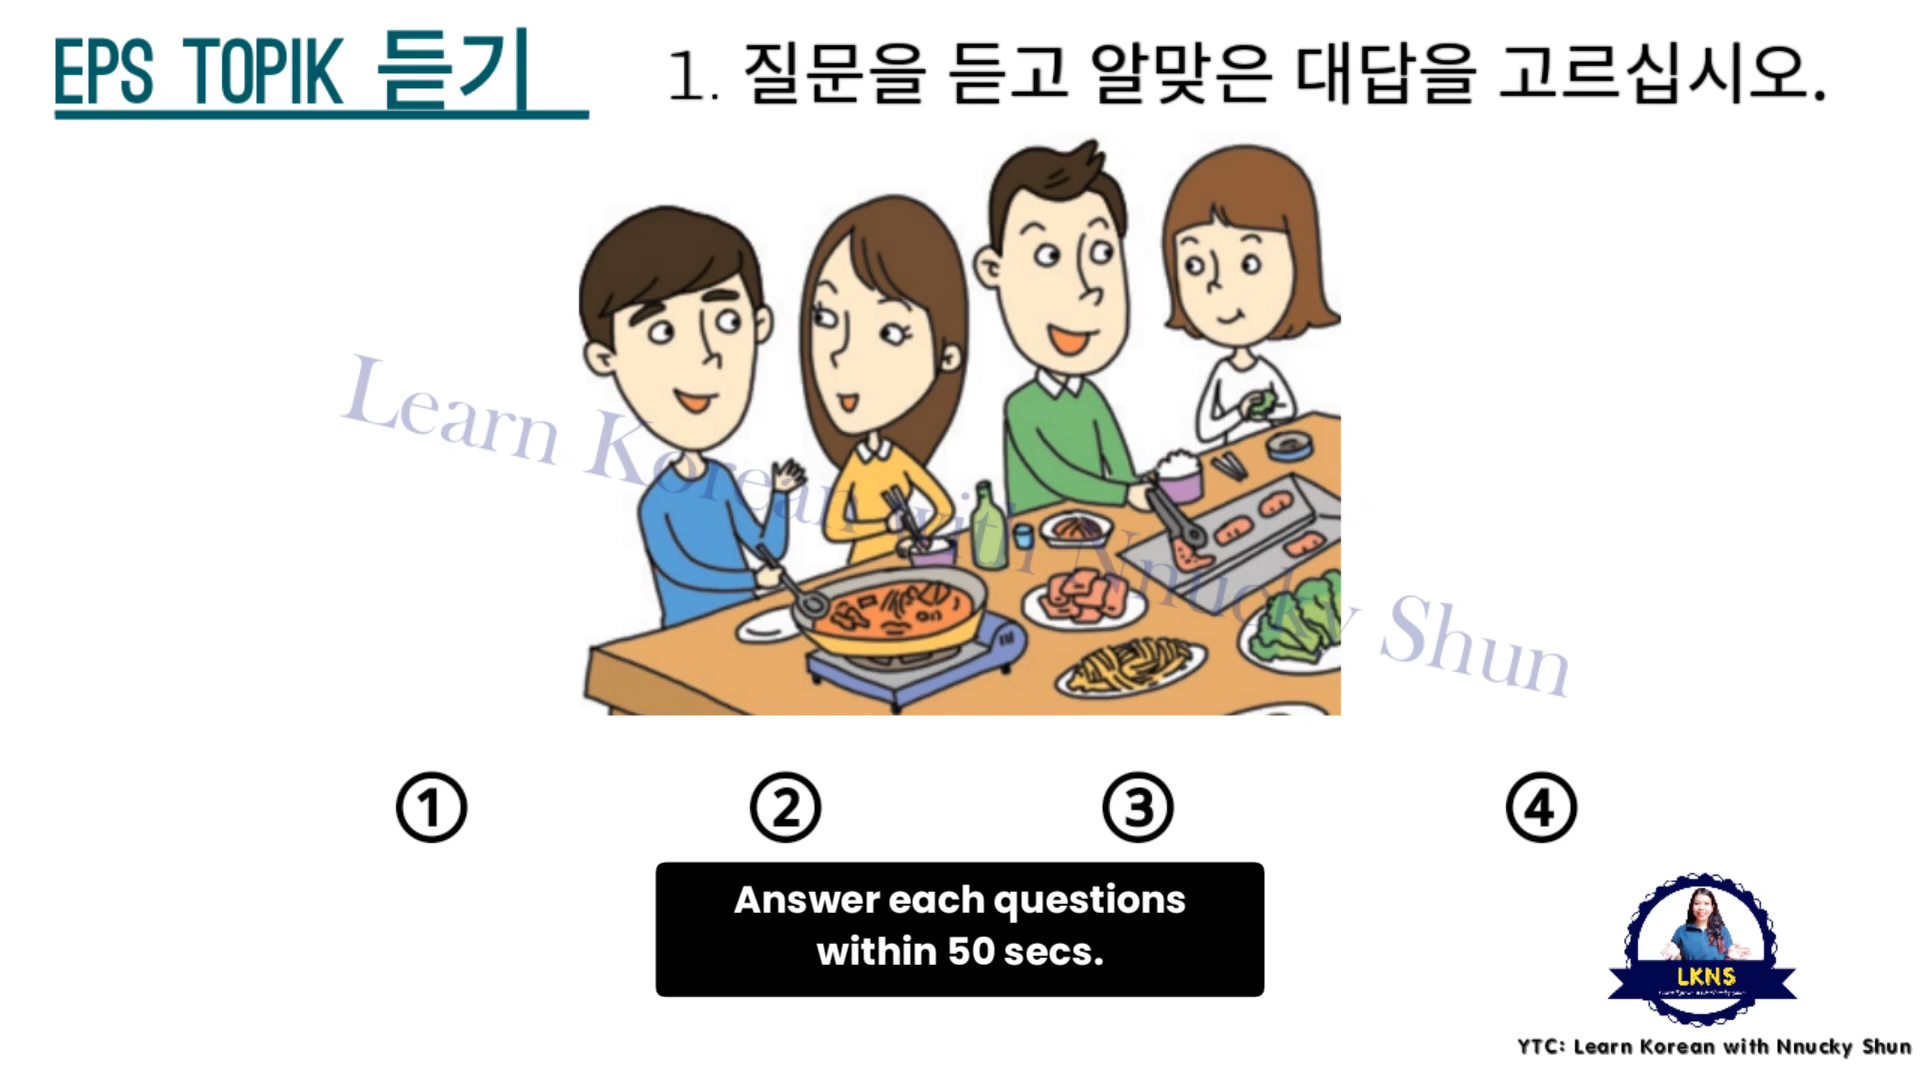 EPS TOPIK 듣기
1. 질문을 듣고 알맞은 대답을 고르십시오.
Learn Korean with Nnucky Shun
① ② ③ ④
Answer each questions
within 50 secs.
LKNS
YTC: Learn Korean with Nnucky Shun